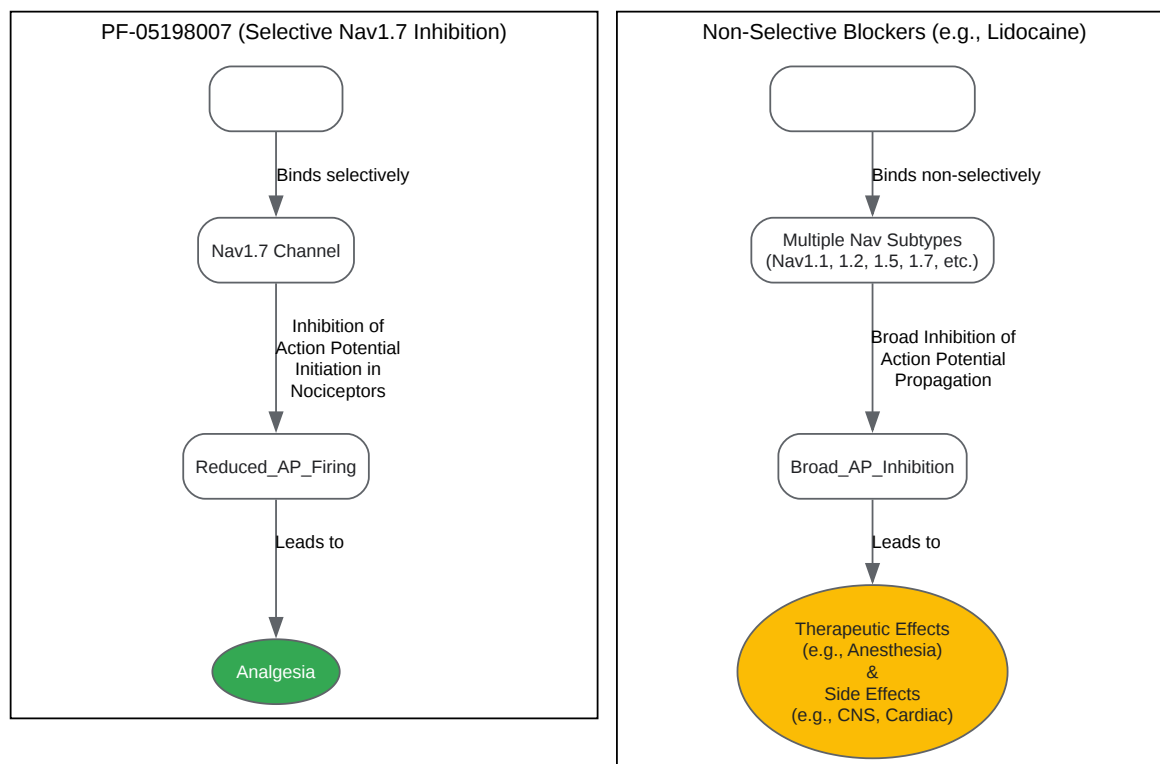 PF-05198007 (Selective Nav1.7 Inhibition)
Binds selectively
Nav1.7 Channel
Inhibition of
Action Potential
Initiation in
Nociceptors
Reduced_AP_Firing
Leads to
Analgesia
Non-Selective Blockers (e.g., Lidocaine)
Binds non-selectively
Multiple Nav Subtypes
(Nav1.1, 1.2, 1.5, 1.7, etc.)
Broad Inhibition of
Action Potential
Propagation
Broad_AP_Inhibition
Leads to
Therapeutic Effects
(e.g., Anesthesia)
&
Side Effects
(e.g., CNS, Cardiac)